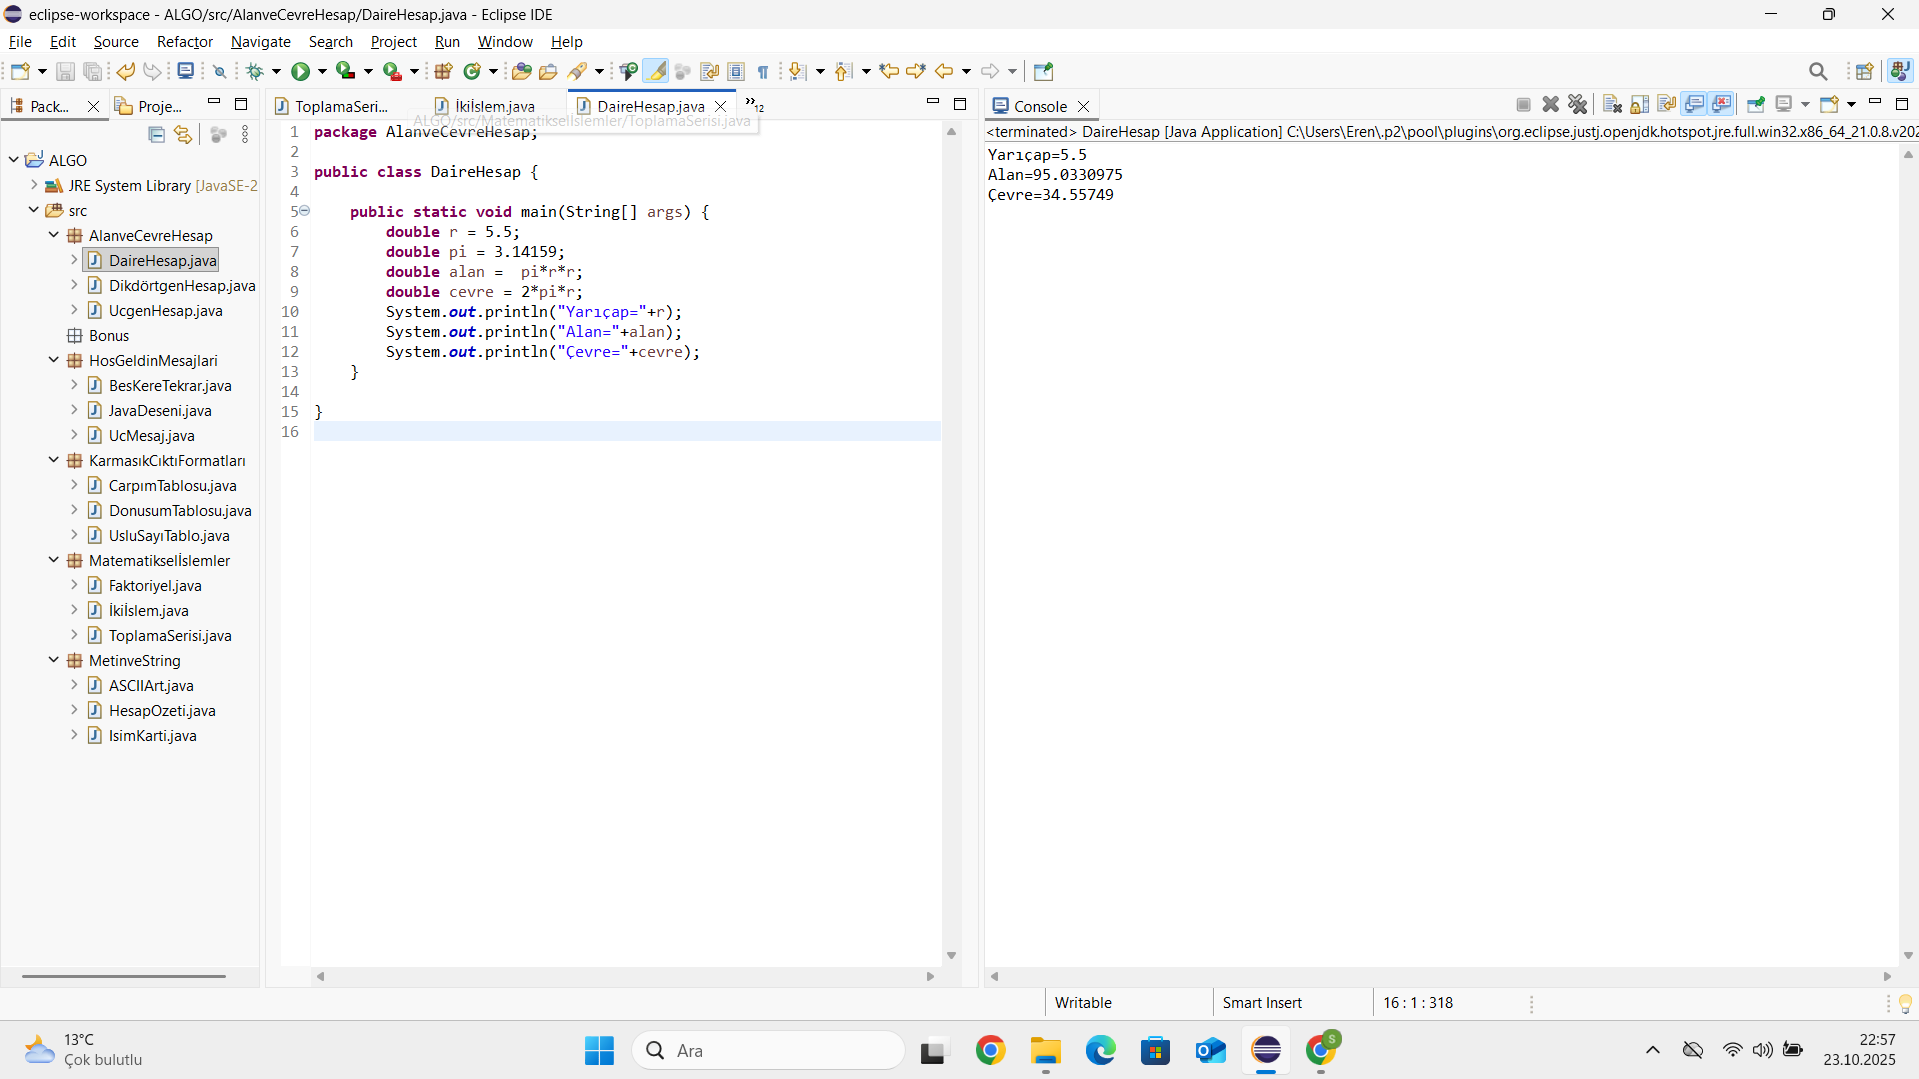 eclipse-workspace - ALGO/src/AlanveCevreHesap/DaireHesap.java - Eclipse IDE
File Edit Source Refactor Navigate Search Project Run Window Help
Pack... Proje...
ALGO
JRE System Library [JavaSE-2
src
AlanveCevreHesap
DaireHesap.java
DikdörtgenHesap.java
UcgenHesap.java
Bonus
HosGeldinMesajlari
BesKereTekrar.java
JavaDeseni.java
UcMesaj.java
KarmasıkCıktıFormatları
CarpımTablosu.java
DonusumTablosu.java
UsluSayıTablo.java
Matematikselİslemler
Faktoriyel.java
İkiİslem.java
ToplamaSerisi.java
MetinveString
ASCIIArt.java
HesapOzeti.java
IsimKarti.java
ToplamaSeri... İkiİslem.java DaireHesap.java »12
ALGO/src/Matematikselİslemler/ToplamaSerisi.java
1 package AlanveCevreHesap;
2
3 public class DaireHesap {
4
5 public static void main(String[] args) {
6 double r = 5.5;
7 double pi = 3.14159;
8 double alan =  pi*r*r;
9 double cevre = 2*pi*r;
10 System.out.println("Yarıçap="+r);
11 System.out.println("Alan="+alan);
12 System.out.println("Çevre="+cevre);
13 }
14
15 }
16
Console
<terminated> DaireHesap [Java Application] C:\Users\Eren\.p2\pool\plugins\org.eclipse.justj.openjdk.hotspot.jre.full.win32.x86_64_21.0.8.v202
Yarıçap=5.5
Alan=95.0330975
Çevre=34.55749
Writable Smart Insert 16 : 1 : 318
13°C
Çok bulutlu
Ara
S
22:57
23.10.2025